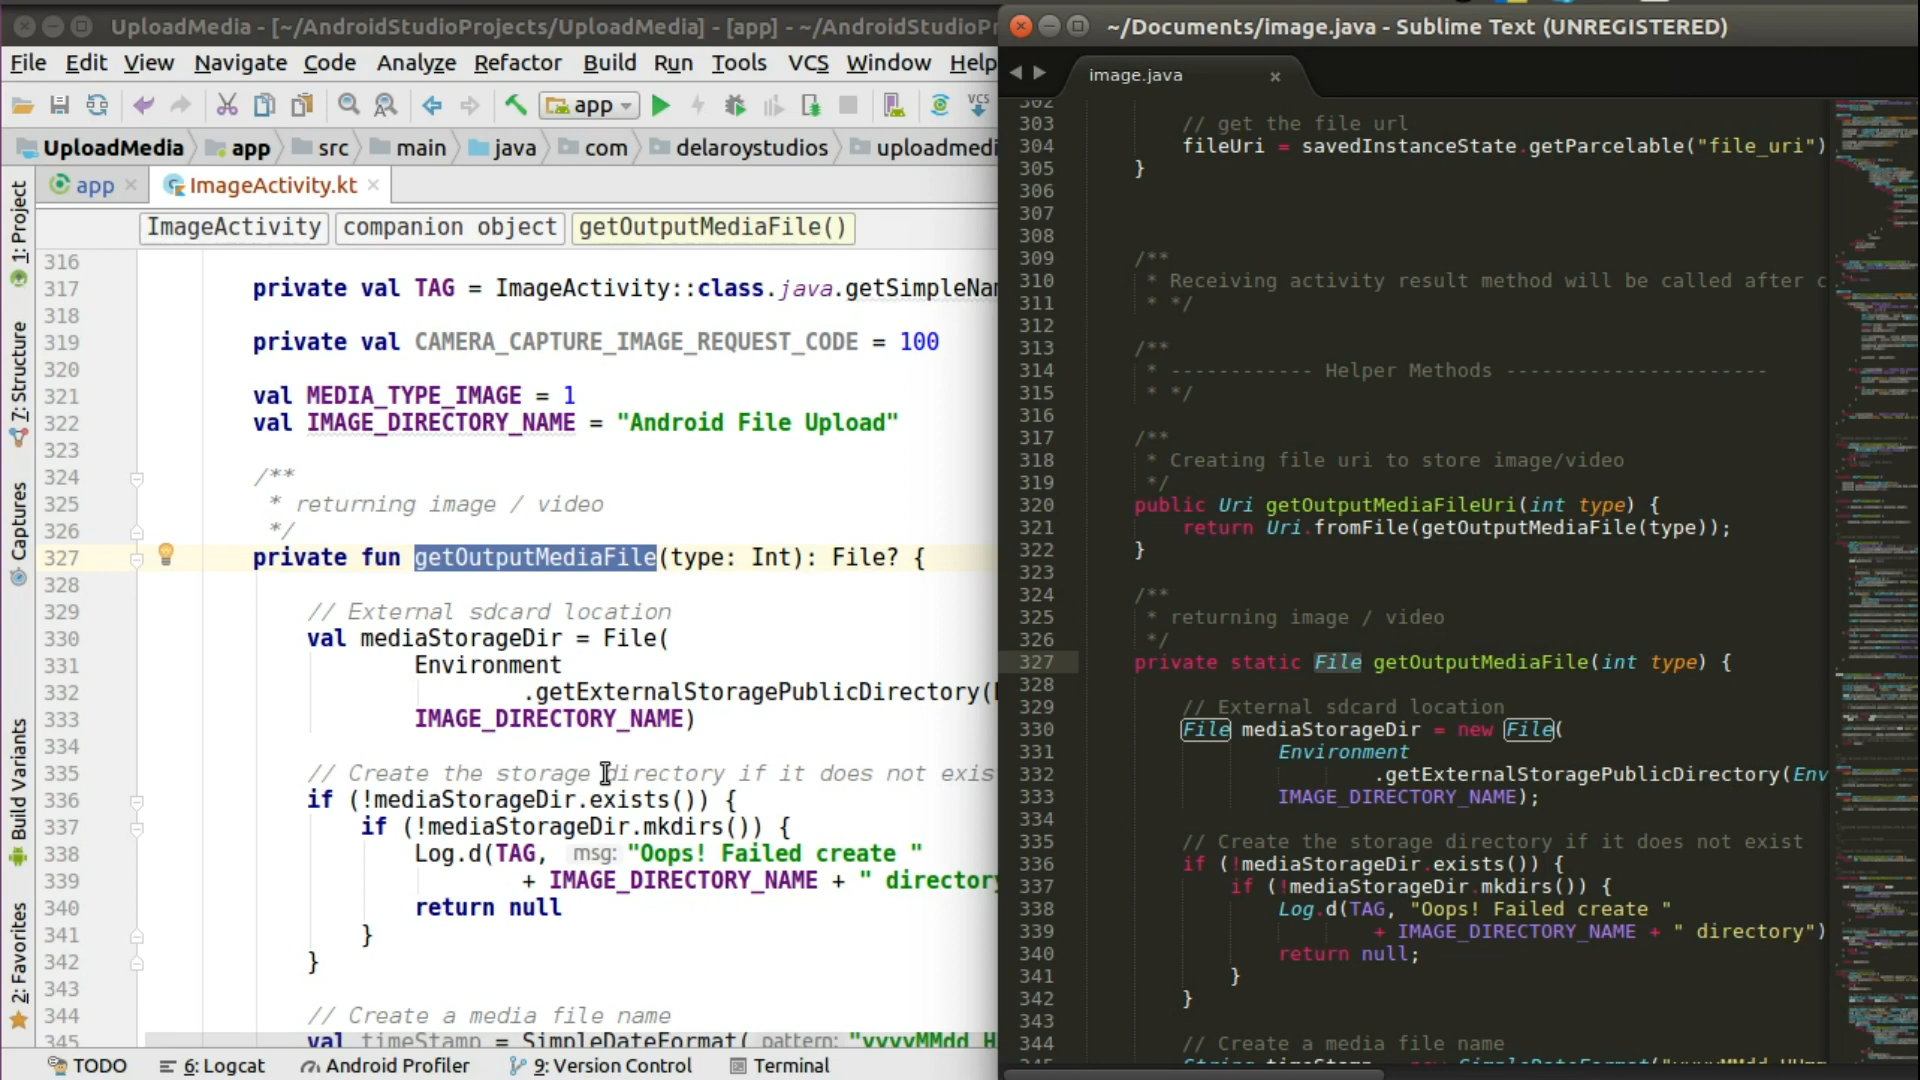 UploadMedia - [~/AndroidStudioProjects/UploadMedia] - [app] - ~/AndroidStudioP
File Edit View Navigate Code Analyze Refactor Build Run Tools VCS Window Help
app VCS
UploadMedia app src main java com delaroystudios uploadmedi
app ImageActivity.kt
ImageActivity companion object getOutputMediaFile()
1: Project
7: Structure
Captures
Build Variants
2: Favorites
316
317 private val TAG = ImageActivity::class.java.getSimpleNam
318
319 private val CAMERA_CAPTURE_IMAGE_REQUEST_CODE = 100
320
321 val MEDIA_TYPE_IMAGE = 1
322 val IMAGE_DIRECTORY_NAME = "Android File Upload"
323
324 /**
325 * returning image / video
326 */
327 private fun getOutputMediaFile(type: Int): File? {
328
329 // External sdcard location
330 val mediaStorageDir = File(
331 Environment
332 .getExternalStoragePublicDirectory(
333 IMAGE_DIRECTORY_NAME)
334
335 // Create the storage directory if it does not exis
336 if (!mediaStorageDir.exists()) {
337 if (!mediaStorageDir.mkdirs()) {
338 Log.d(TAG, msg: "Oops! Failed create "
339 + IMAGE_DIRECTORY_NAME + " directory
340 return null
341 }
342 }
343
344 // Create a media file name
345 val timeStamp = SimpleDateFormat( pattern: "yyyyMMdd_H
TODO 6: Logcat Android Profiler 9: Version Control Terminal
~/Documents/image.java - Sublime Text (UNREGISTERED)
image.java
302
303 // get the file url
304 fileUri = savedInstanceState.getParcelable("file_uri")
305 }
306
307
308
309 /**
310 * Receiving activity result method will be called after c
311 * */
312
313 /**
314 * ------------ Helper Methods ----------------------
315 * */
316
317 /**
318 * Creating file uri to store image/video
319 */
320 public Uri getOutputMediaFileUri(int type) {
321 return Uri.fromFile(getOutputMediaFile(type));
322 }
323
324 /**
325 * returning image / video
326 */
327 private static File getOutputMediaFile(int type) {
328
329 // External sdcard location
330 File mediaStorageDir = new File(
331 Environment
332 .getExternalStoragePublicDirectory(Env
333 IMAGE_DIRECTORY_NAME);
334
335 // Create the storage directory if it does not exist
336 if (!mediaStorageDir.exists()) {
337 if (!mediaStorageDir.mkdirs()) {
338 Log.d(TAG, "Oops! Failed create "
339 + IMAGE_DIRECTORY_NAME + " directory")
340 return null;
341 }
342 }
343
344 // Create a media file name